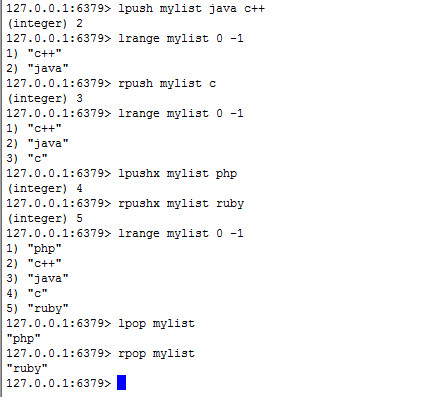 127.0.0.1:6379> lpush mylist java c++
(integer) 2
127.0.0.1:6379> lrange mylist 0 -1
1) "c++"
2) "java"
127.0.0.1:6379> rpush mylist c
(integer) 3
127.0.0.1:6379> lrange mylist 0 -1
1) "c++"
2) "java"
3) "c"
127.0.0.1:6379> lpushx mylist php
(integer) 4
127.0.0.1:6379> rpushx mylist ruby
(integer) 5
127.0.0.1:6379> lrange mylist 0 -1
1) "php"
2) "c++"
3) "java"
4) "c"
5) "ruby"
127.0.0.1:6379> lpop mylist
"php"
127.0.0.1:6379> rpop mylist
"ruby"
127.0.0.1:6379>